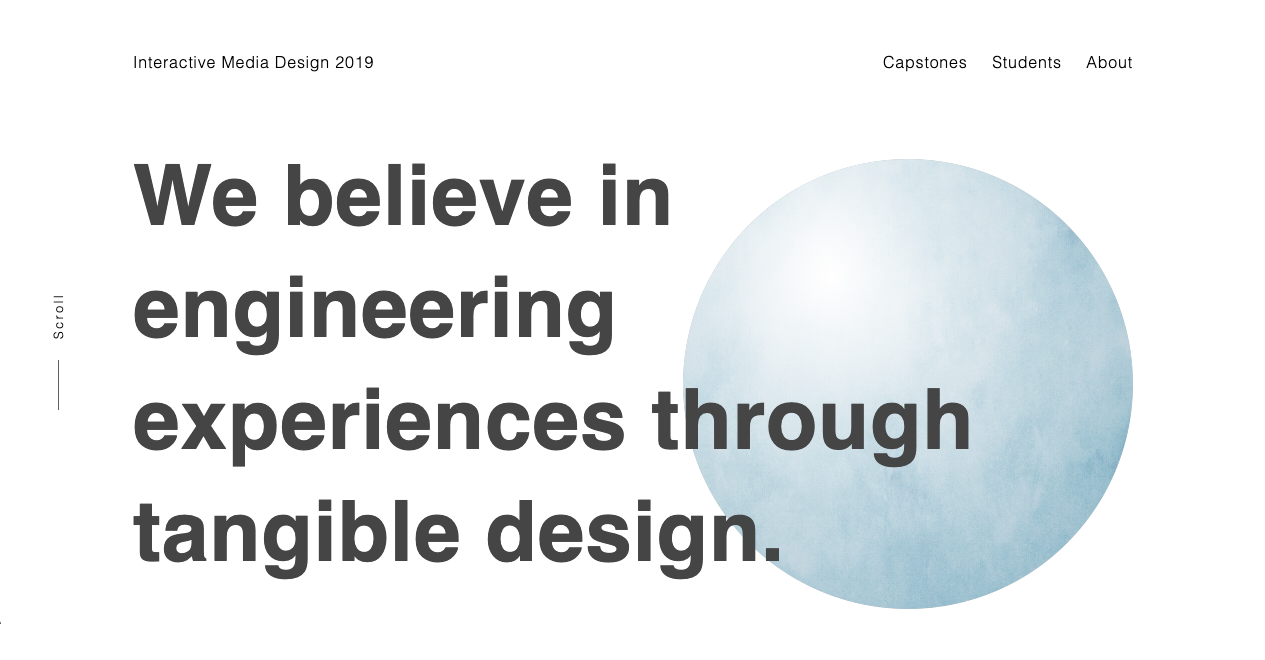 Interactive Media Design 2019
Capstones Students About
We believe in
engineering
experiences through
tangible design.
Scroll